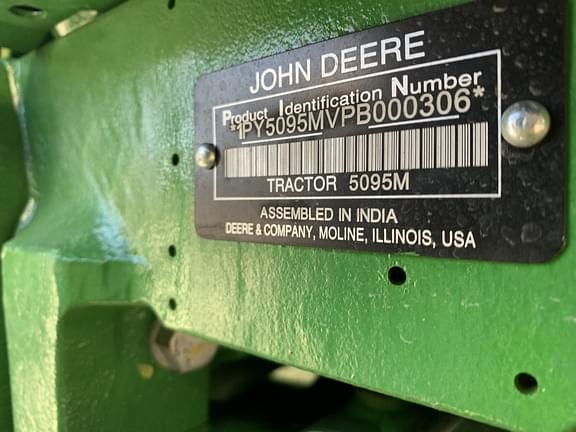 JOHN DEERE
Product Identification Number
*1PY5095MVPB000306*
TRACTOR 5095M
ASSEMBLED IN INDIA
DEERE & COMPANY, MOLINE, ILLINOIS, USA